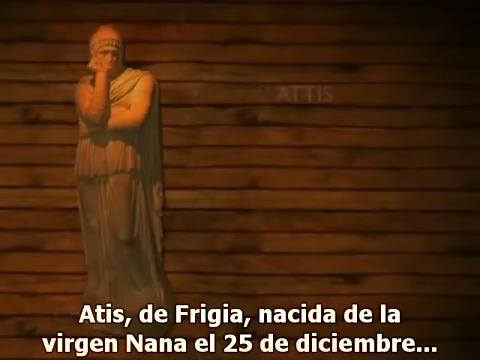 ATTIS
Atis, de Frigia, nacida de la
virgen Nana el 25 de diciembre...